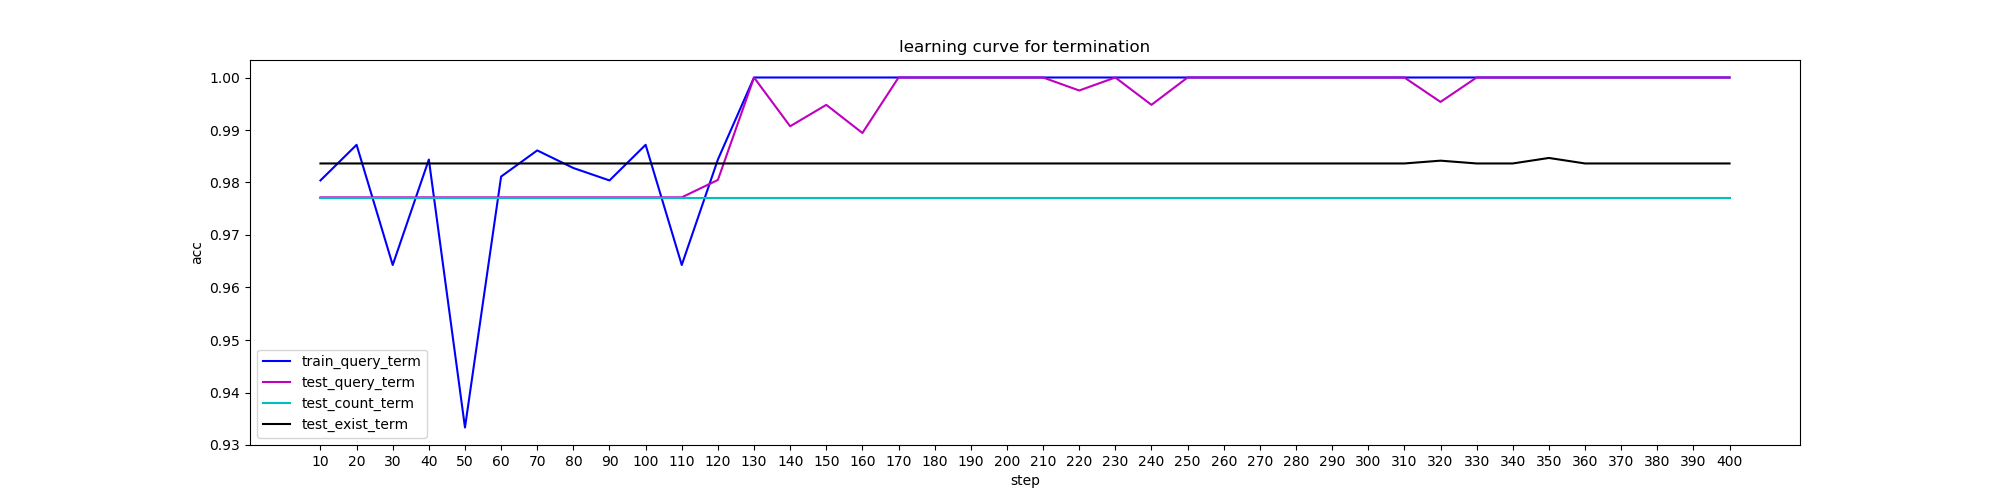 learning curve for termination
1.00
0.99
0.98
0.97
0.96
0.95
0.94
0.93
acc
train_query_term
test_query_term
test_count_term
test_exist_term
10 20 30 40 50 60 70 80 90 100 110 120 130 140 150 160 170 180 190 200 210 220 230 240 250 260 270 280 290 300 310 320 330 340 350 360 370 380 390 400
step